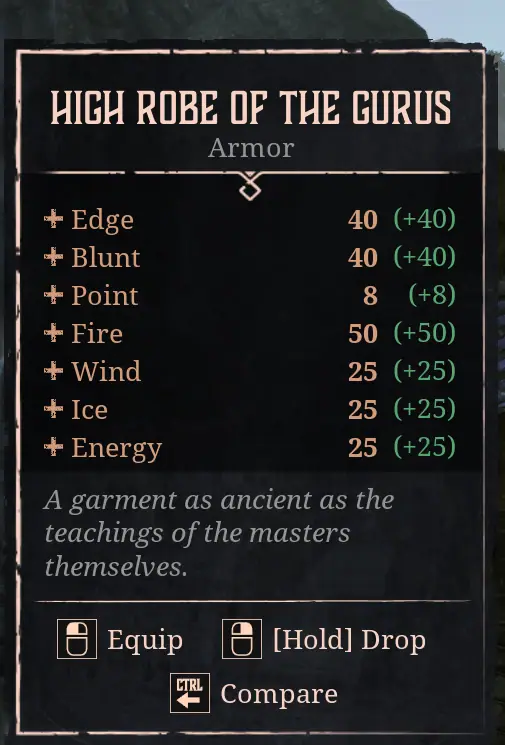 HIGH ROBE OF THE GURUS
Armor
Edge 40 (+40)
Blunt 40 (+40)
Point 8 (+8)
Fire 50 (+50)
Wind 25 (+25)
Ice 25 (+25)
Energy 25 (+25)
A garment as ancient as the
teachings of the masters
themselves.
Equip [Hold] Drop
CTRL Compare